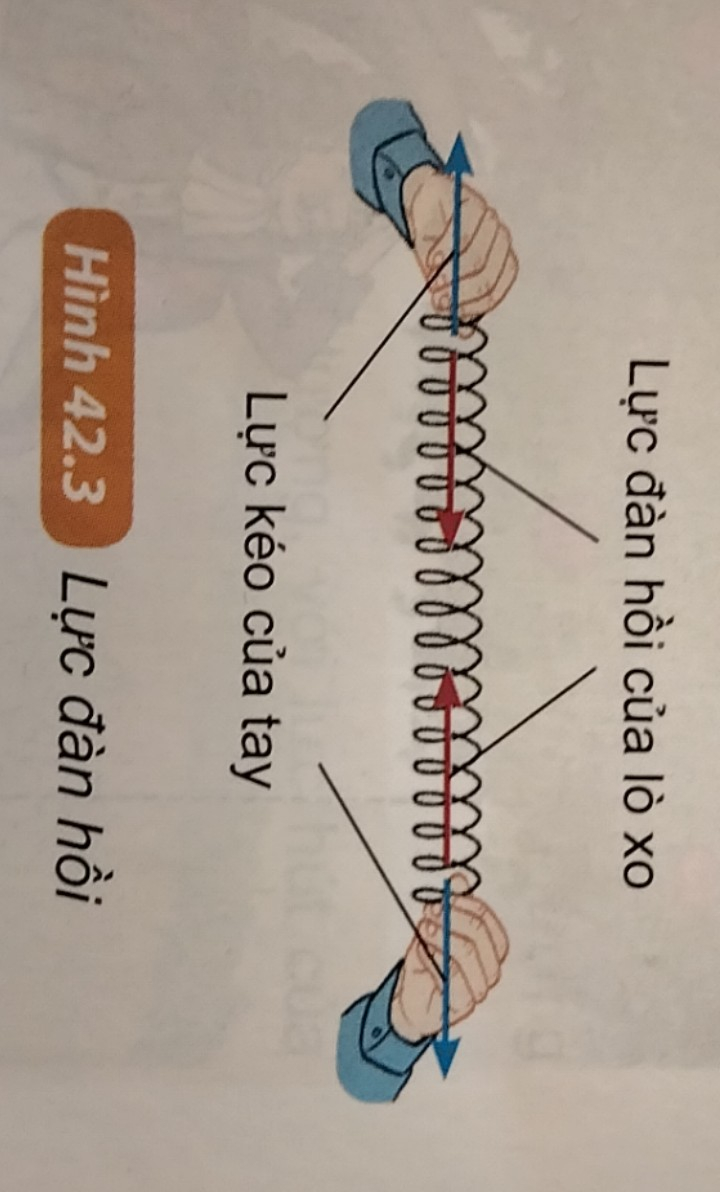 Lực đàn hồi của lò xo
Lực kéo của tay
Hình 42.3 Lực đàn hồi